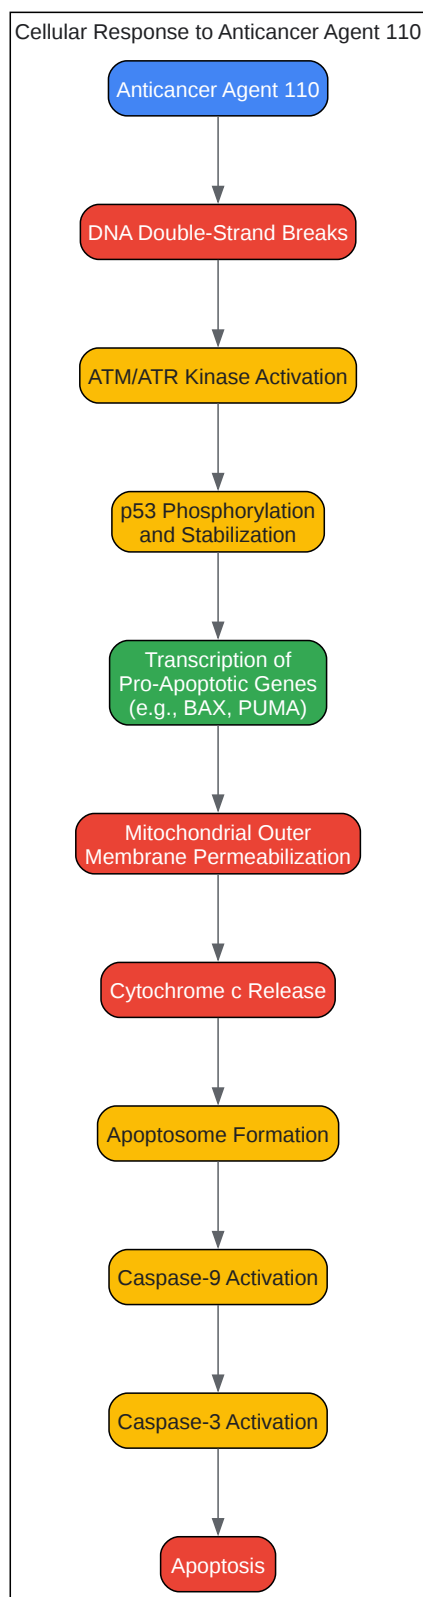 Cellular Response to Anticancer Agent 110
Anticancer Agent 110
DNA Double-Strand Breaks
ATM/ATR Kinase Activation
p53 Phosphorylation
and Stabilization
Transcription of
Pro-Apoptotic Genes
(e.g., BAX, PUMA)
Mitochondrial Outer
Membrane Permeabilization
Cytochrome c Release
Apoptosome Formation
Caspase-9 Activation
Caspase-3 Activation
Apoptosis